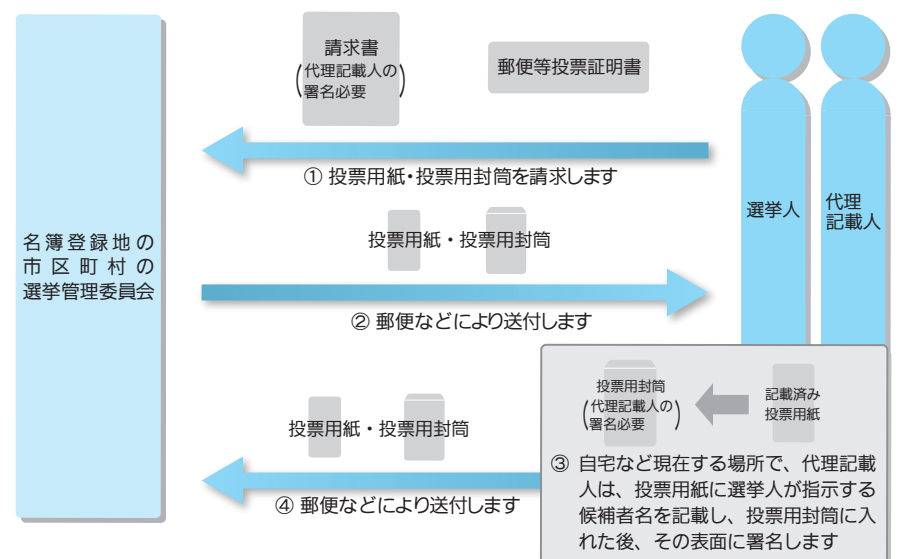 請求書
(代理記載人の
署名必要)
郵便等投票証明書
① 投票用紙・投票用封筒を請求します
選挙人
代理
記載人
名簿登録地の
市区町村の
選挙管理委員会
投票用紙・投票用封筒
② 郵便などにより送付します
投票用封筒
(代理記載人の
署名必要)
記載済み
投票用紙
③ 自宅など現在する場所で、代理記載
人は、投票用紙に選挙人が指示する
候補者名を記載し、投票用封筒に入
れた後、その表面に署名します
投票用紙・投票用封筒
④ 郵便などにより送付します